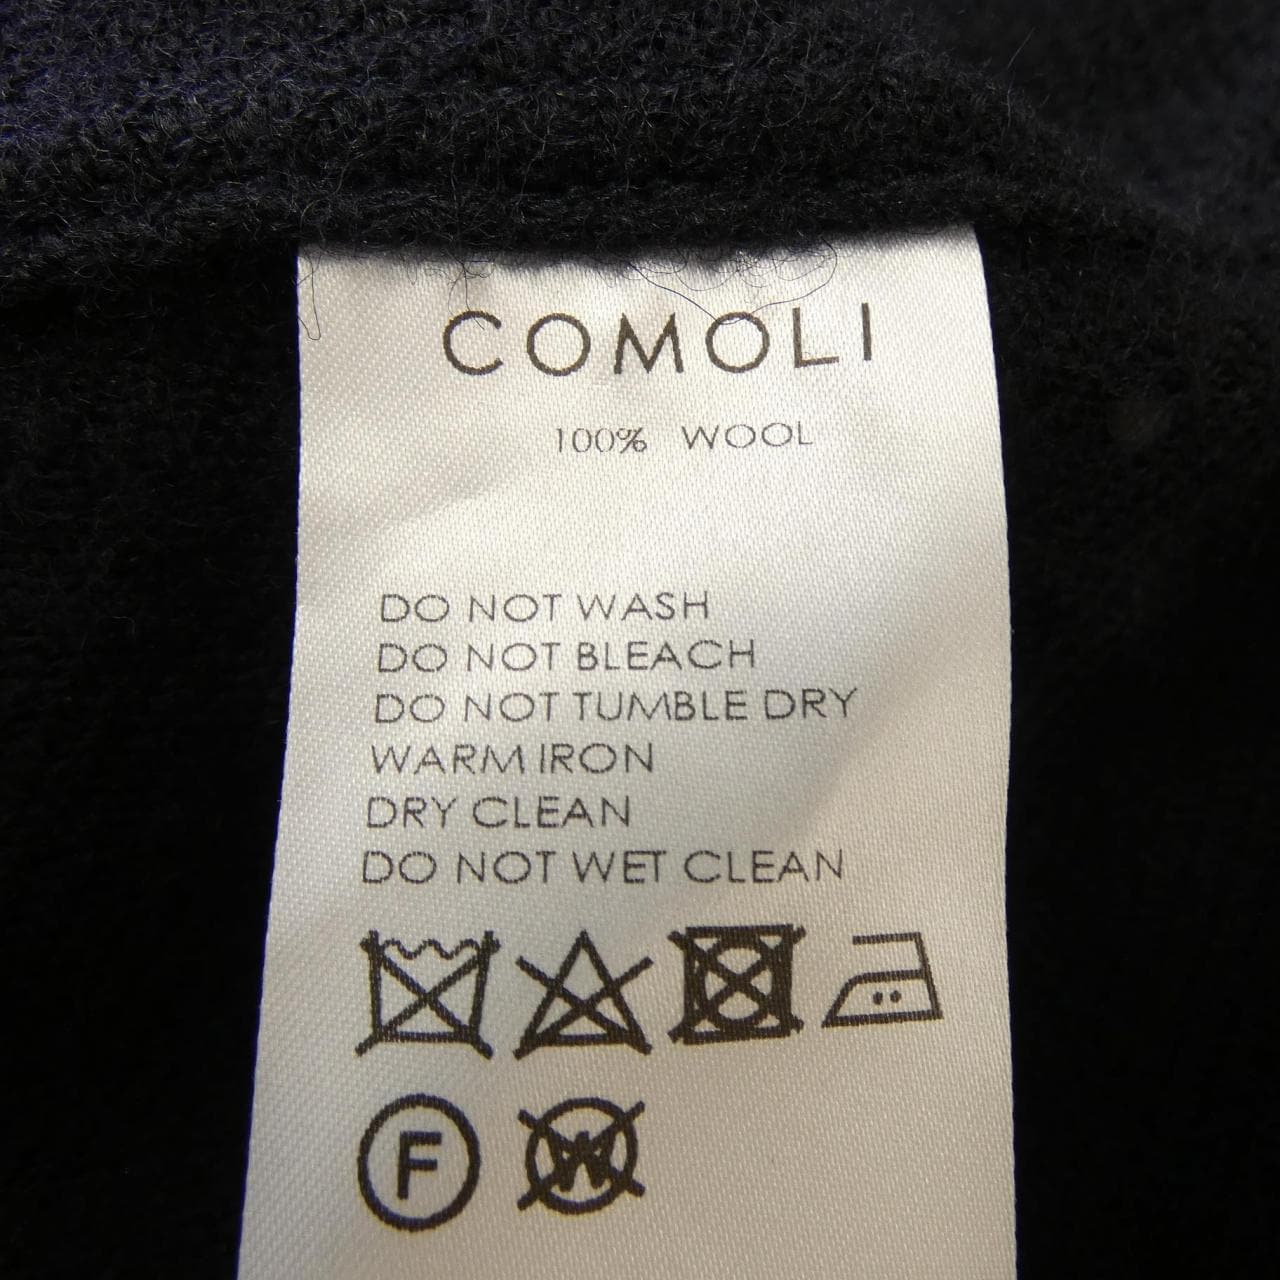 COMOLI
100% WOOL
DO NOT WASH
DO NOT BLEACH
DO NOT TUMBLE DRY
WARM IRON
DRY CLEAN
DO NOT WET CLEAN
F W